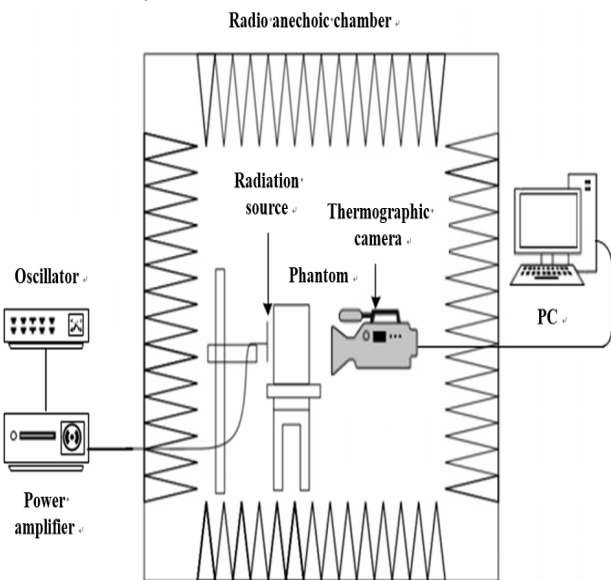 Radio anechoic chamber
Radiation
source
Thermographic
camera
Oscillator
Phantom
PC
Power
amplifier